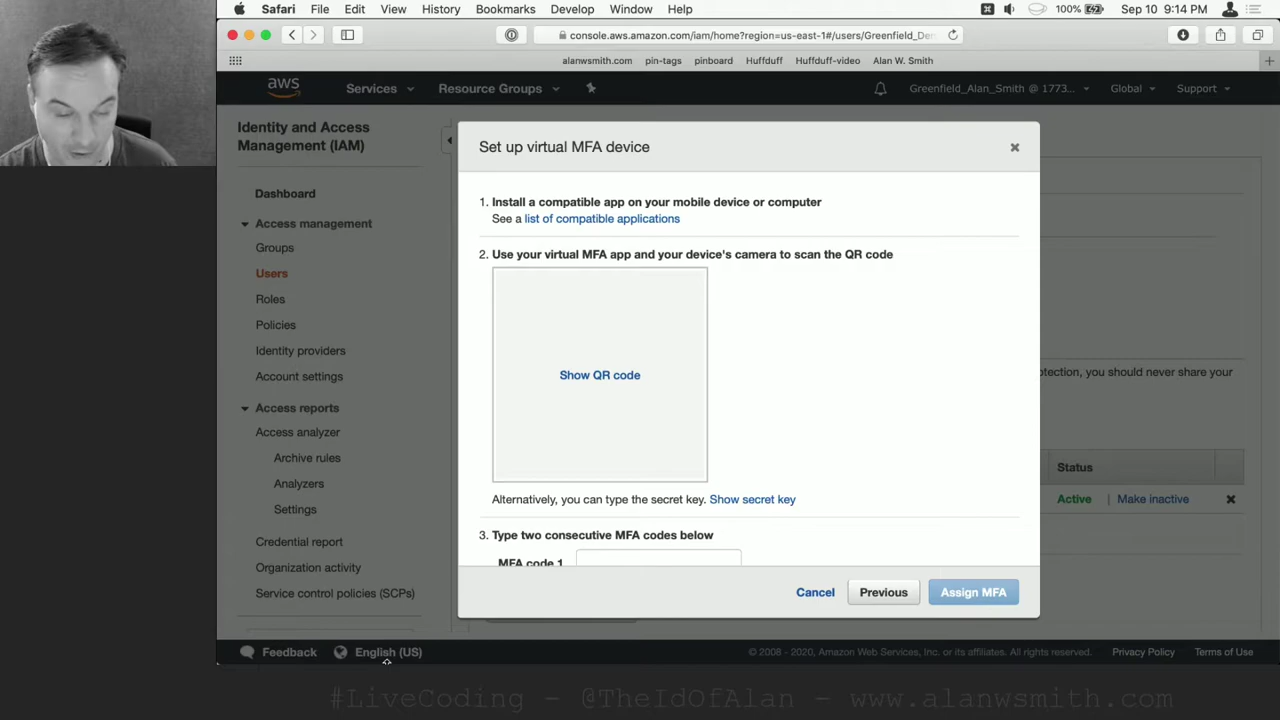 Safari File Edit View History Bookmarks Develop Window Help 100% Sep 10 9:14 PM
console.aws.amazon.com/iam/home?region=us-east-1#/users/Greenfield_Den
alanwsmith.com pin-tags pinboard Huffduff Huffduff-video Alan W. Smith
aws Services Resource Groups Greenfield_Alan_Smith @ 1773... Global Support
Identity and Access
Management (IAM)
Dashboard
Access management
Groups
Users
Roles
Policies
Identity providers
Account settings
Access reports
Access analyzer
Archive rules
Analyzers
Settings
Credential report
Organization activity
Service control policies (SCPs)
Set up virtual MFA device
1. Install a compatible app on your mobile device or computer
See a list of compatible applications
2. Use your virtual MFA app and your device's camera to scan the QR code
Show QR code
Alternatively, you can type the secret key. Show secret key
3. Type two consecutive MFA codes below
MFA code 1
Cancel Previous Assign MFA
you should never share your
Status
Active | Make inactive
Feedback English (US) © 2008 - 2020, Amazon Web Services, Inc. or its affiliates. All rights reserved. Privacy Policy Terms of Use
#LiveCoding - @TheIdOfAlan - www.alanwsmith.com